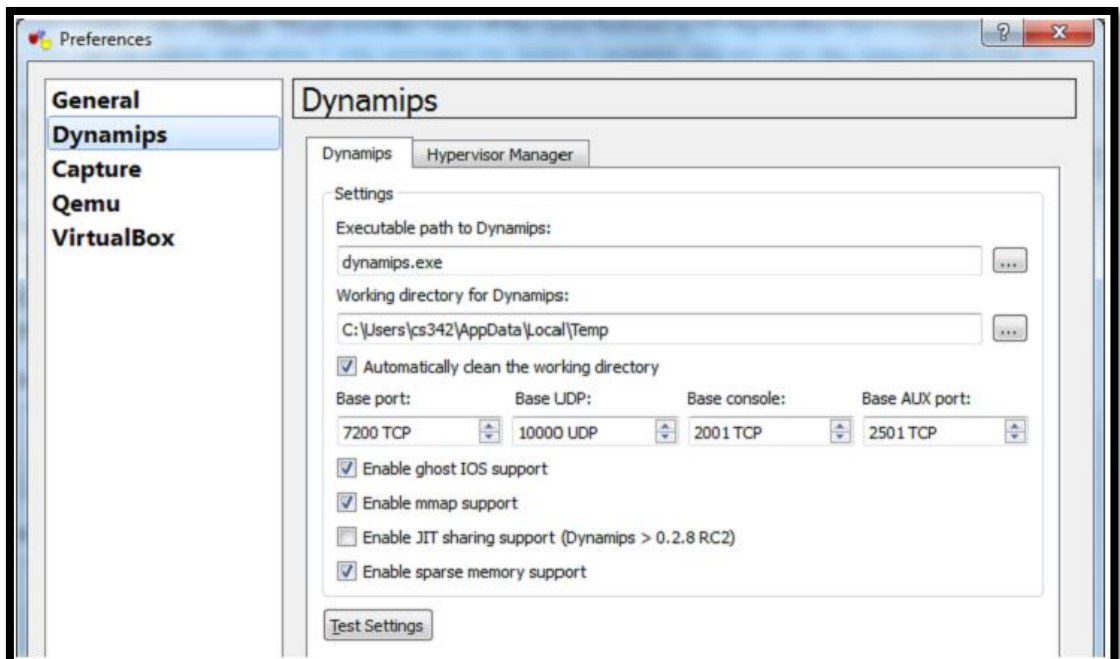 Preferences
General
Dynamips
Capture
Qemu
VirtualBox
Dynamips
Dynamips Hypervisor Manager
Settings
Executable path to Dynamips:
dynamips.exe ...
Working directory for Dynamips:
C:\Users\cs342\AppData\Local\Temp ...
Automatically clean the working directory
Base port: Base UDP: Base console: Base AUX port:
7200 TCP 10000 UDP 2001 TCP 2501 TCP
Enable ghost IOS support
Enable mmap support
Enable JIT sharing support (Dynamips > 0.2.8 RC2)
Enable sparse memory support
Test Settings